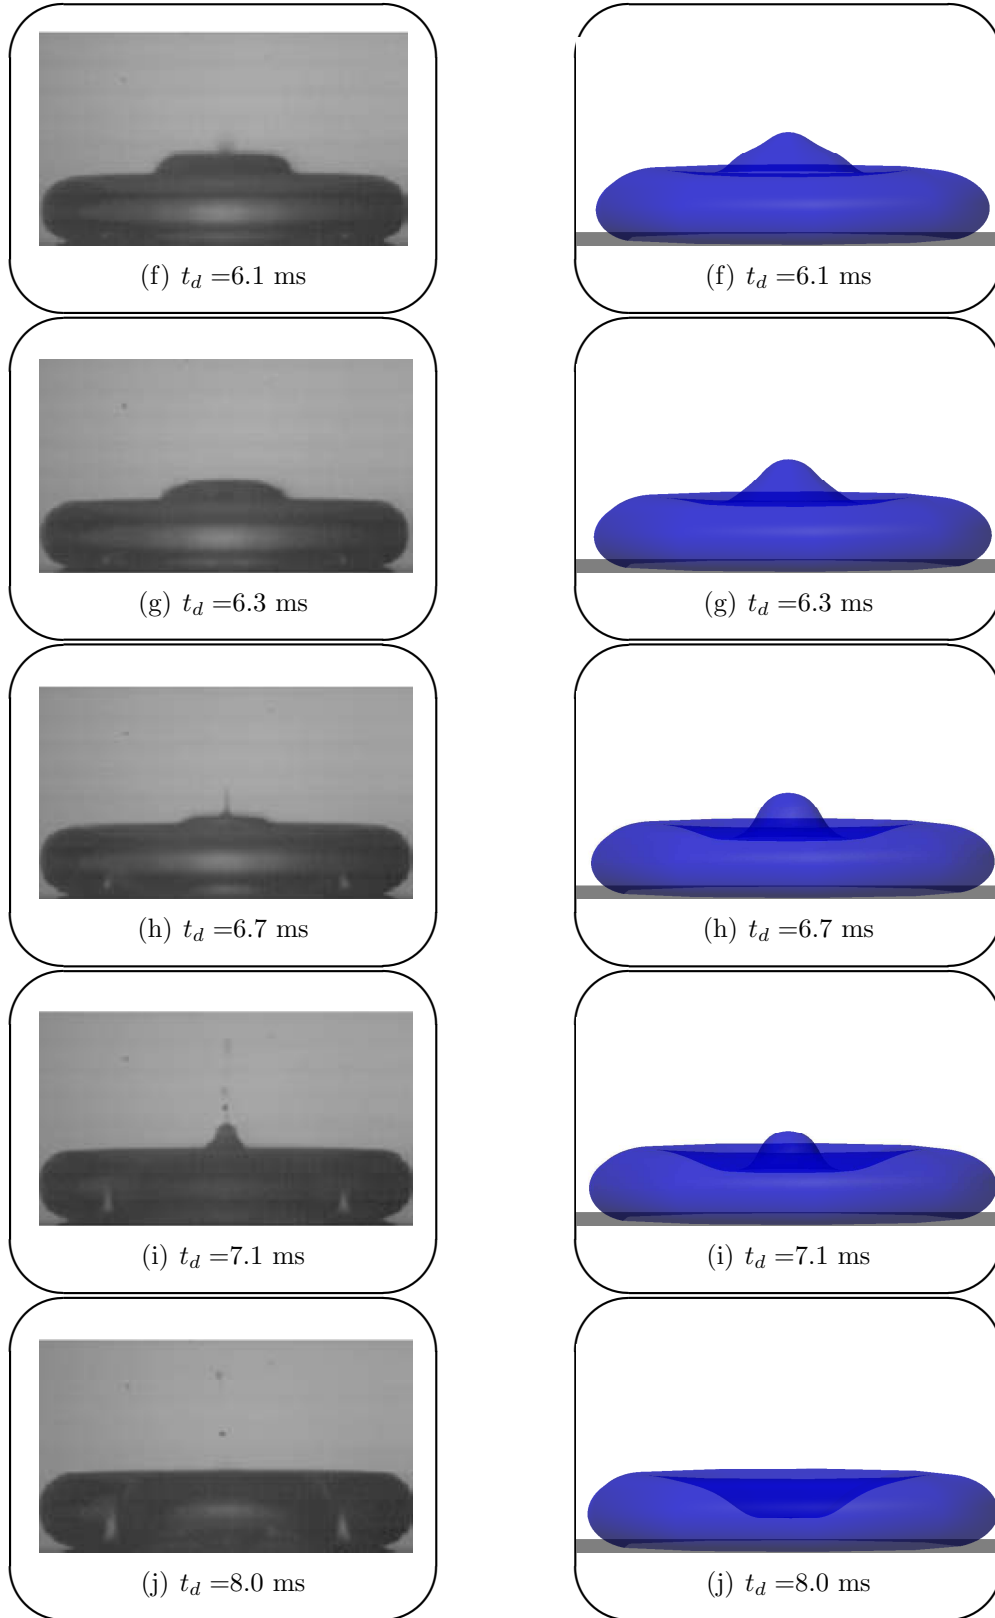 (f) t_d =6.1 ms
(f) t_d =6.1 ms
(g) t_d =6.3 ms
(g) t_d =6.3 ms
(h) t_d =6.7 ms
(h) t_d =6.7 ms
(i) t_d =7.1 ms
(i) t_d =7.1 ms
(j) t_d =8.0 ms
(j) t_d =8.0 ms